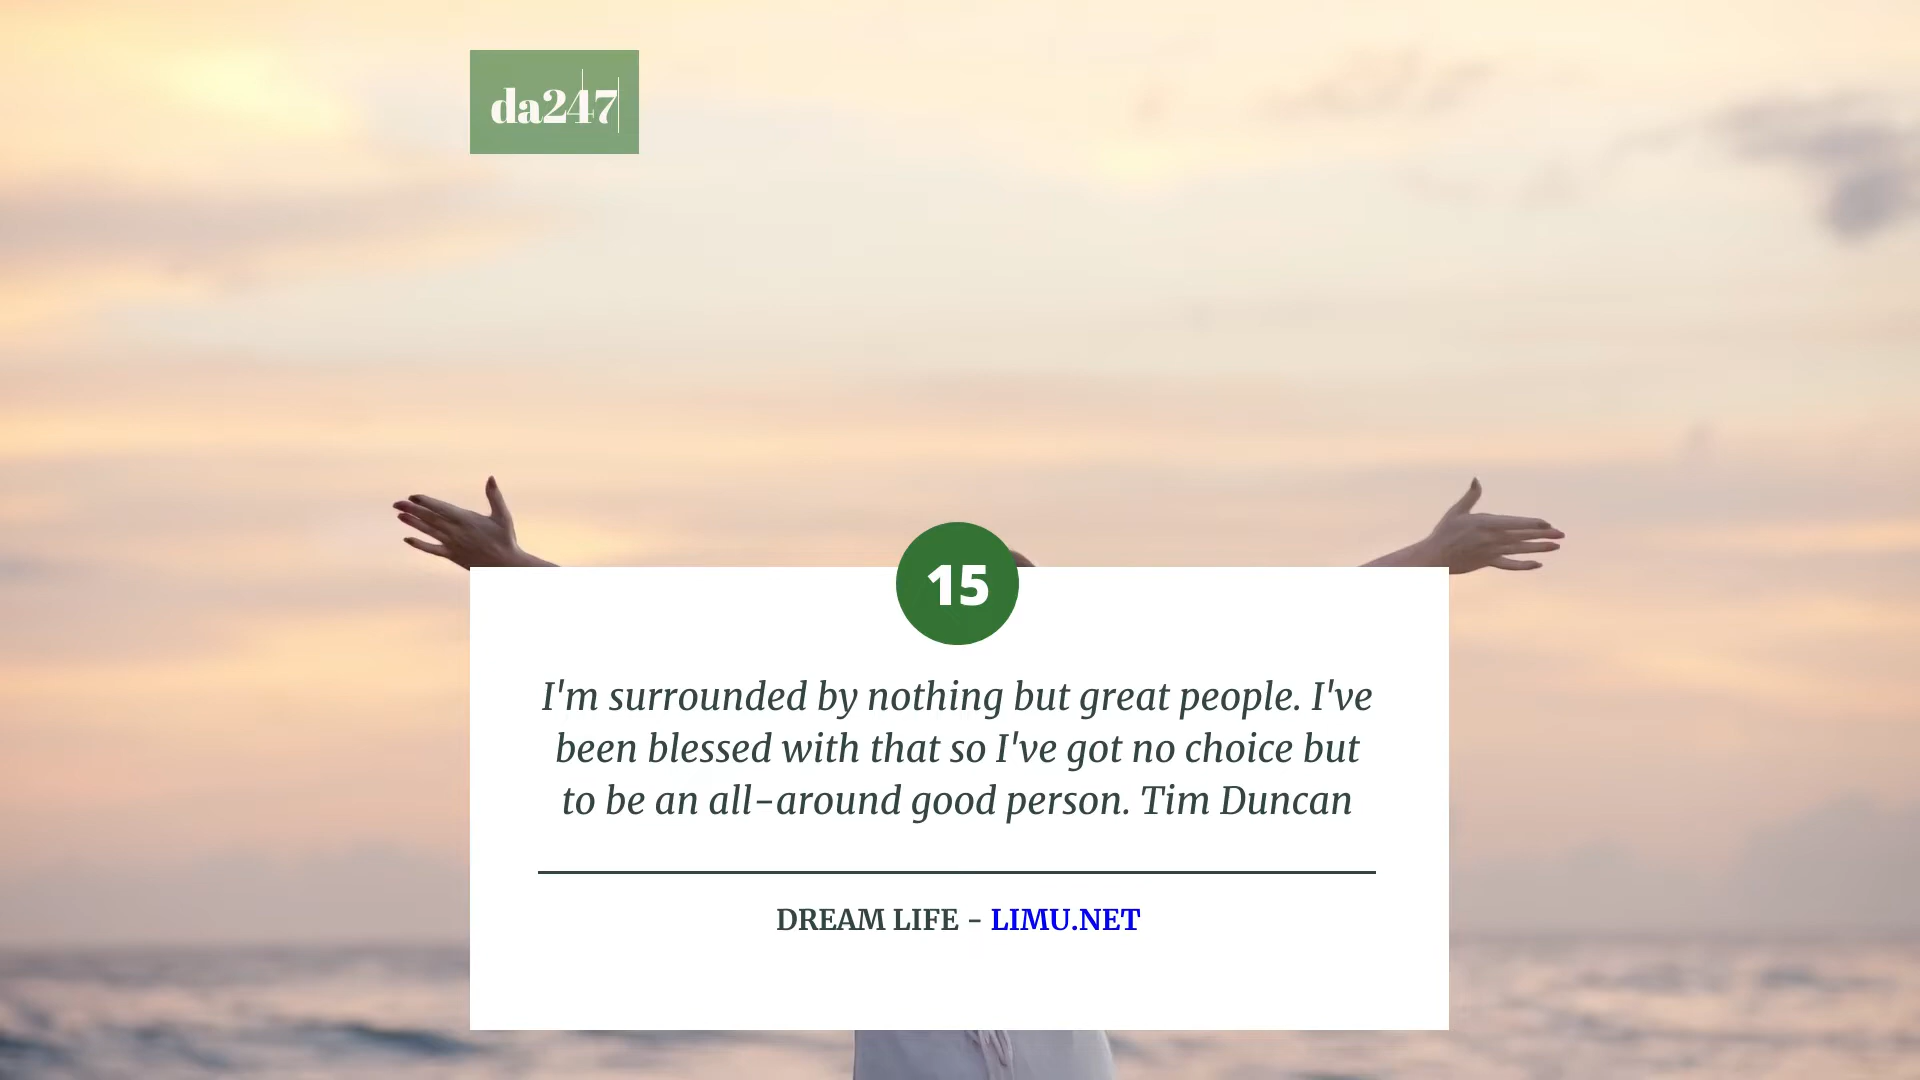 da247
15
I'm surrounded by nothing but great people. I've
been blessed with that so I've got no choice but
to be an all-around good person. Tim Duncan
DREAM LIFE - LIMU.NET